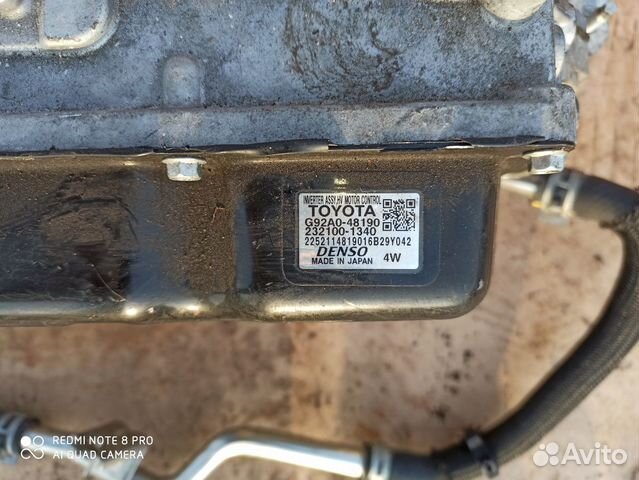 INVERTER ASSY,HV MOTOR CONTROL
TOYOTA
G92A0-48190
232100-1340
2252114819016B29Y042
DENSO
MADE IN JAPAN
4W
REDMI NOTE 8 PRO
AI QUAD CAMERA
Avito